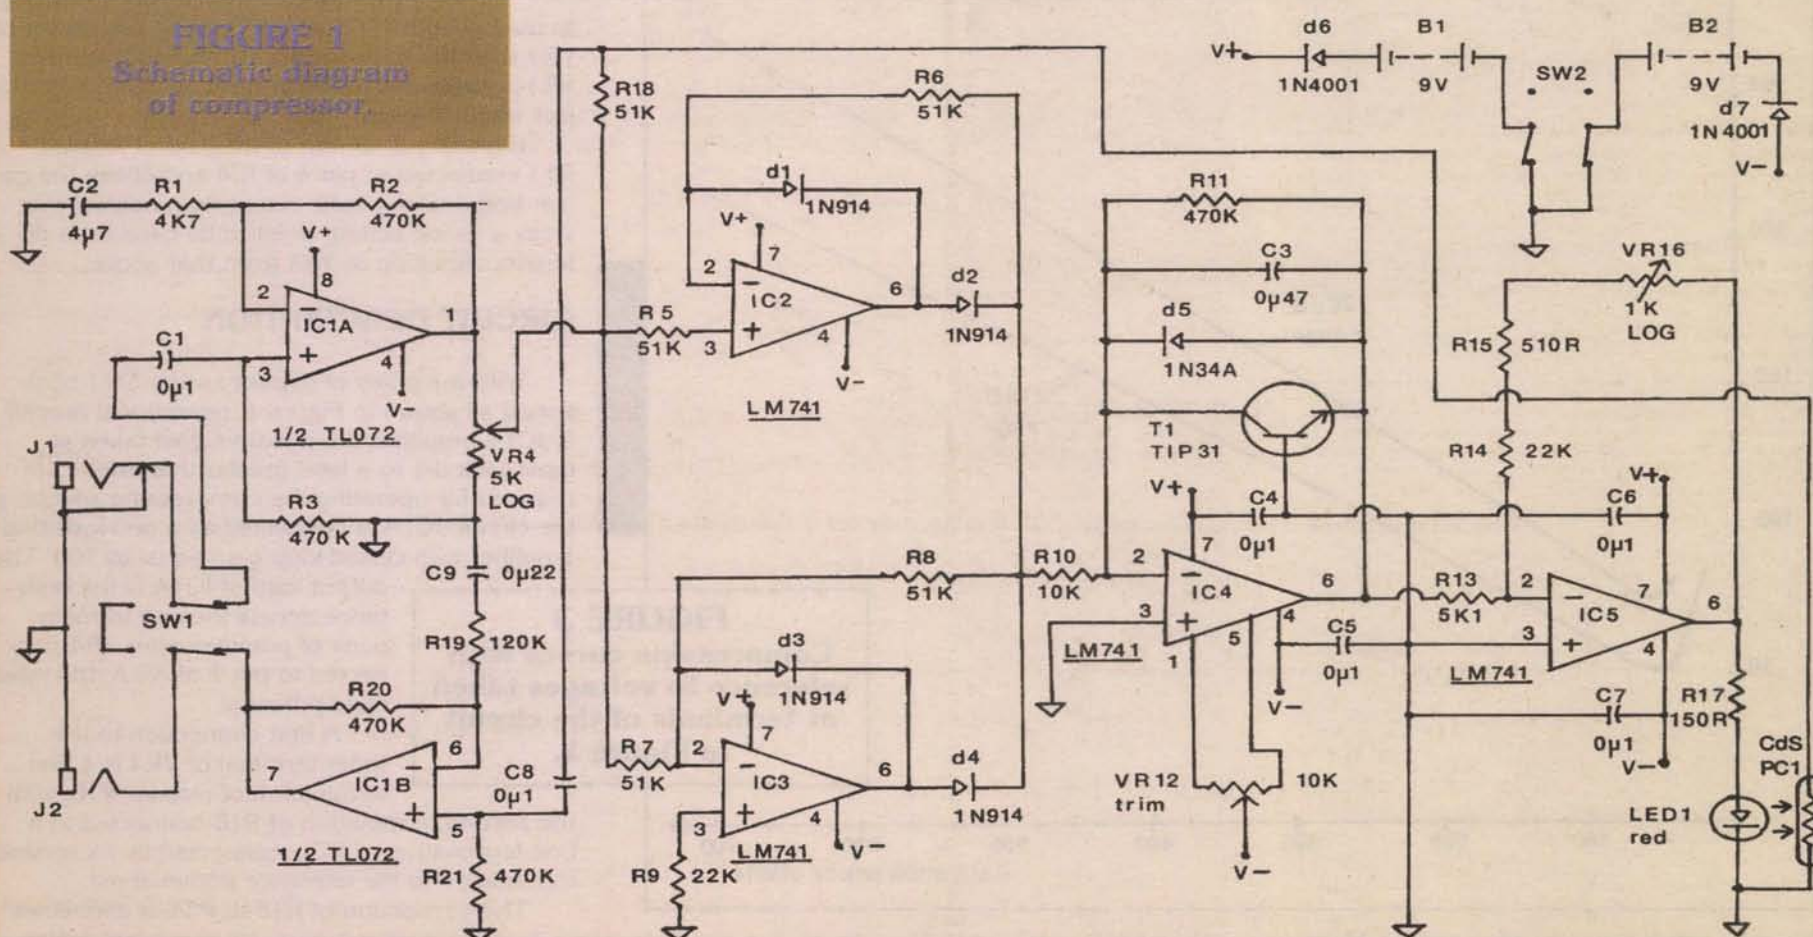 FIGURE 1
Schematic diagram
of compressor.
d6
B1
B2
V+
1N4001
9V
SW2
9V
d7
1N4001
V-
R18
51K
R6
51K
d1
1N914
C2
4µ7
R1
4K7
R2
470K
V+
8
2
IC1A
1
3
4
V-
1/2 TL072
C1
0µ1
V+
7
2
IC2
6
3
4
V-
LM741
R5
51K
d2
1N914
R11
470K
C3
0µ47
d5
1N34A
T1
TIP31
VR16
1K
LOG
R15
510R
R14
22K
J1
VR4
5K
LOG
R3
470K
C9
0µ22
R19
120K
SW1
R20
470K
J2
6
7
IC1B
5
1/2 TL072
C8
0µ1
R21
470K
R8
51K
R10
10K
d3
1N914
V+
7
R7
51K
2
IC3
6
3
4
V-
LM741
d4
1N914
R9
22K
V+
C4
0µ1
7
2
IC4
6
3
4
5
1
LM741
C5
0µ1
V-
VR12
trim
10K
V-
V+
C6
0µ1
R13
5K1
2
7
IC5
6
3
4
LM741
C7
0µ1
V-
R17
150R
CdS
PC1
LED1
red